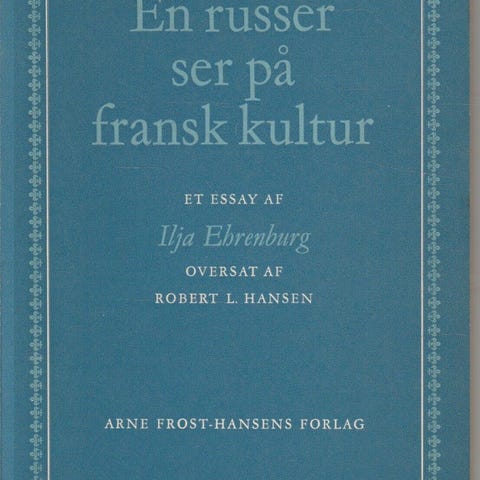 En russer
ser på
fransk kultur
ET ESSAY AF
Ilja Ehrenburg
OVERSAT AF
ROBERT L. HANSEN
ARNE FROST-HANSENS FORLAG